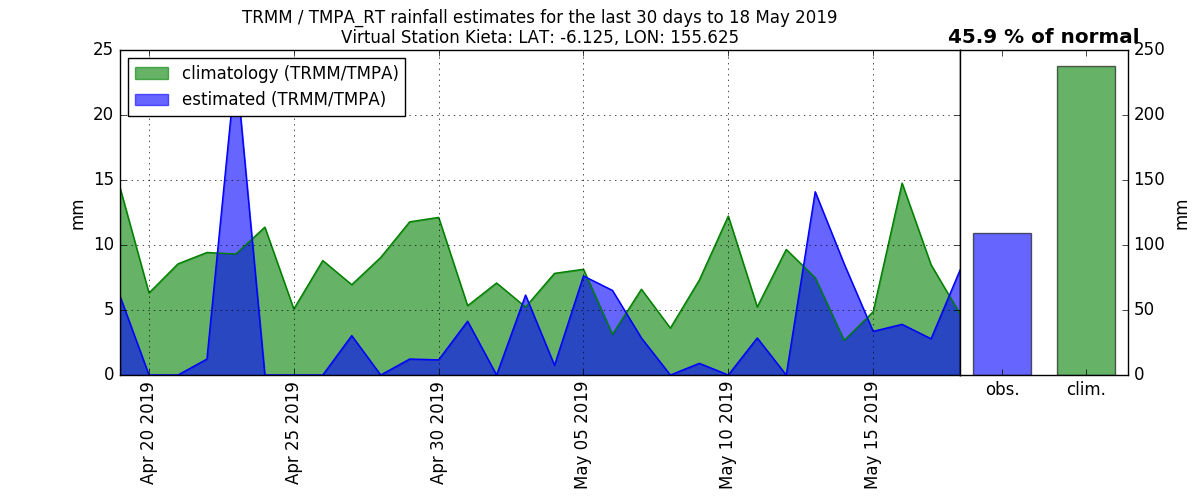 TRMM / TMPA_RT rainfall estimates for the last 30 days to 18 May 2019
Virtual Station Kieta: LAT: -6.125, LON: 155.625
45.9 % of normal
climatology (TRMM/TMPA)
estimated (TRMM/TMPA)
25
20
15
10
5
0
mm
250
200
150
100
50
0
mm
Apr 20 2019
Apr 25 2019
Apr 30 2019
May 05 2019
May 10 2019
May 15 2019
obs.
clim.